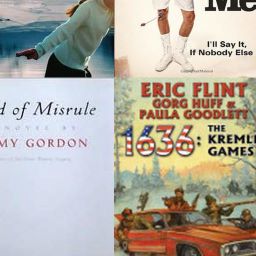 Me
I'll Say It,
If Nobody Else
d of Misrule
A NOVEL BY
MY GORDON
ERIC FLINT
GORG HUFF &
PAULA GOODLETT
1636: THE
KREMLI
GAMES